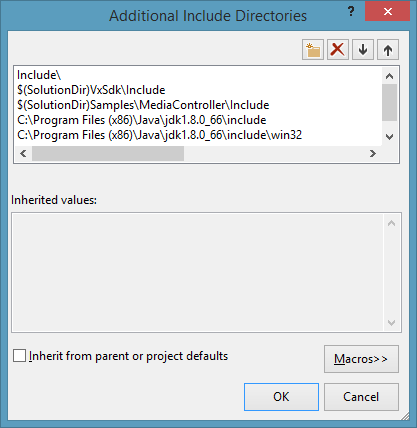 Additional Include Directories
?
Include\
$(SolutionDir)VxSdk\Include
$(SolutionDir)Samples\MediaController\Include
C:\Program Files (x86)\Java\jdk1.8.0_66\include
C:\Program Files (x86)\Java\jdk1.8.0_66\include\win32
Inherited values:
Inherit from parent or project defaults
Macros>>
OK
Cancel